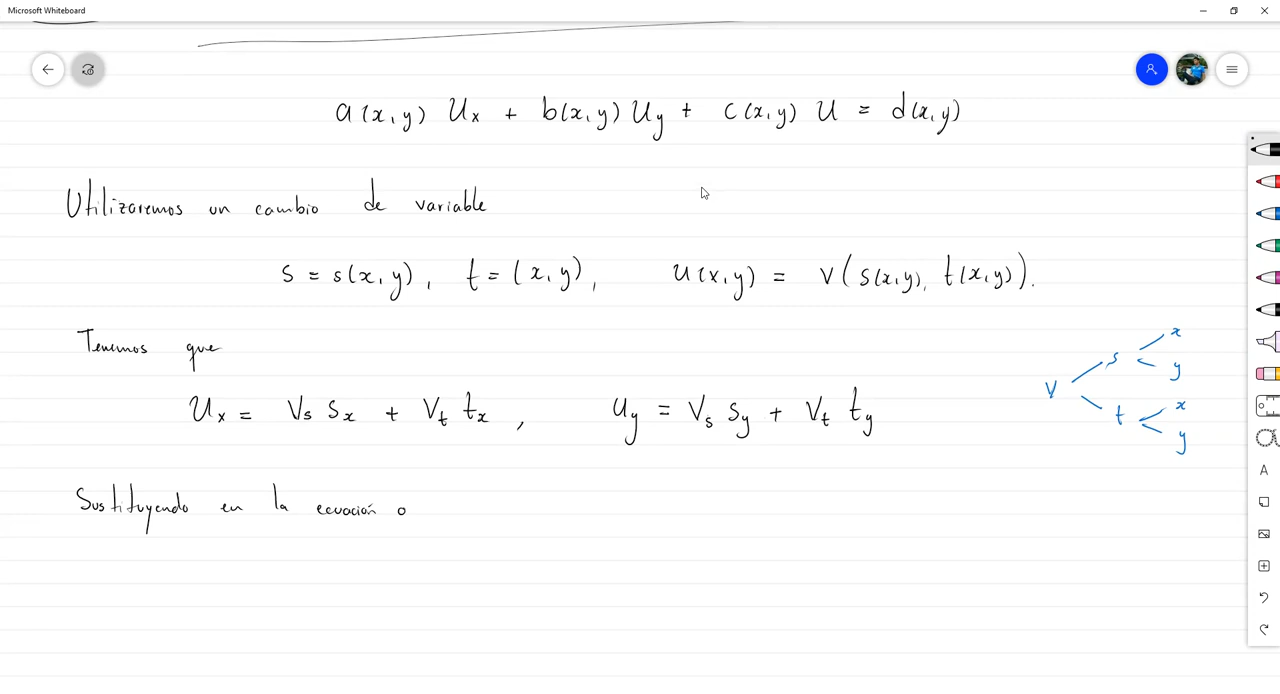 Microsoft Whiteboard
a(x,y) Ux + b(x,y) Uy + c(x,y) U = d(x,y)
Utilizaremos un cambio de variable
s = s(x,y), t = (x,y), u(x,y) = v(s(x,y), t(x,y)).
Tenemos que
Ux = Vs Sx + Vt tx, uy = Vs Sy + Vt ty
V s x y t x y
Sustituyendo en la ecuación o
A